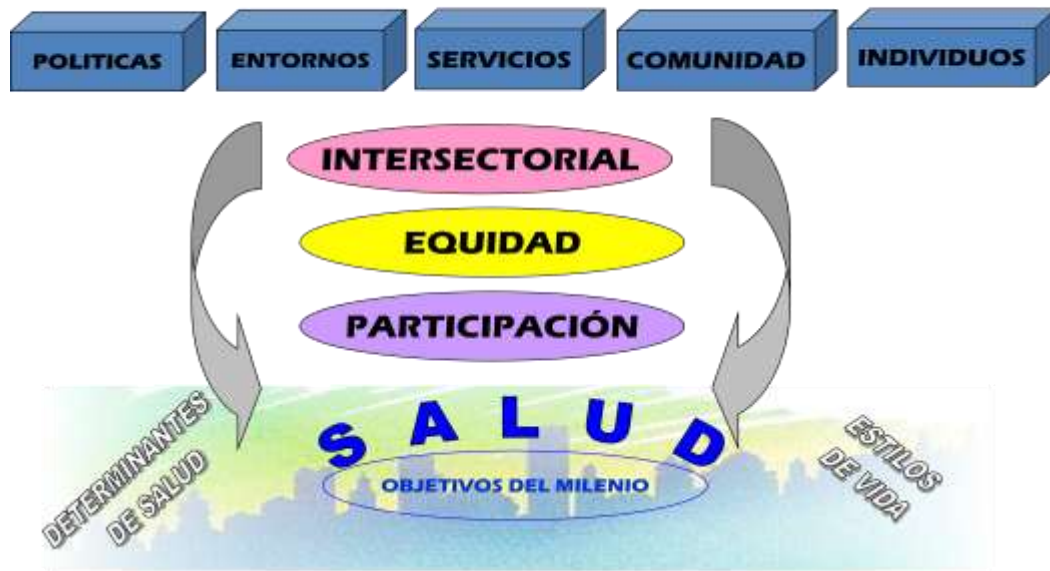 POLITICAS
ENTORNOS
SERVICIOS
COMUNIDAD
INDIVIDUOS
INTERSECTORIAL
EQUIDAD
PARTICIPACIÓN
SALUD
OBJETIVOS DEL MILENIO
DETERMINANTES
DE SALUD
ESTILOS
DE VIDA